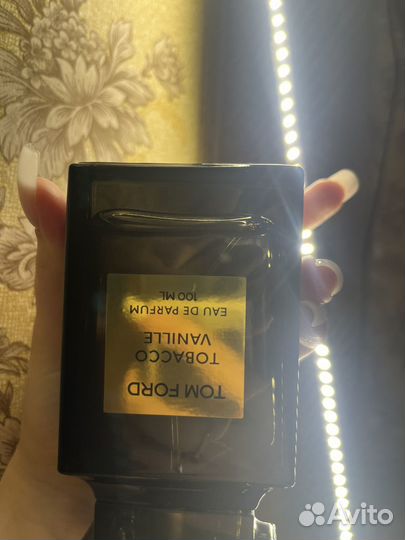 TOM FORD
TOBACCO
VANILLE
EAU DE PARFUM
100 ML
Avito